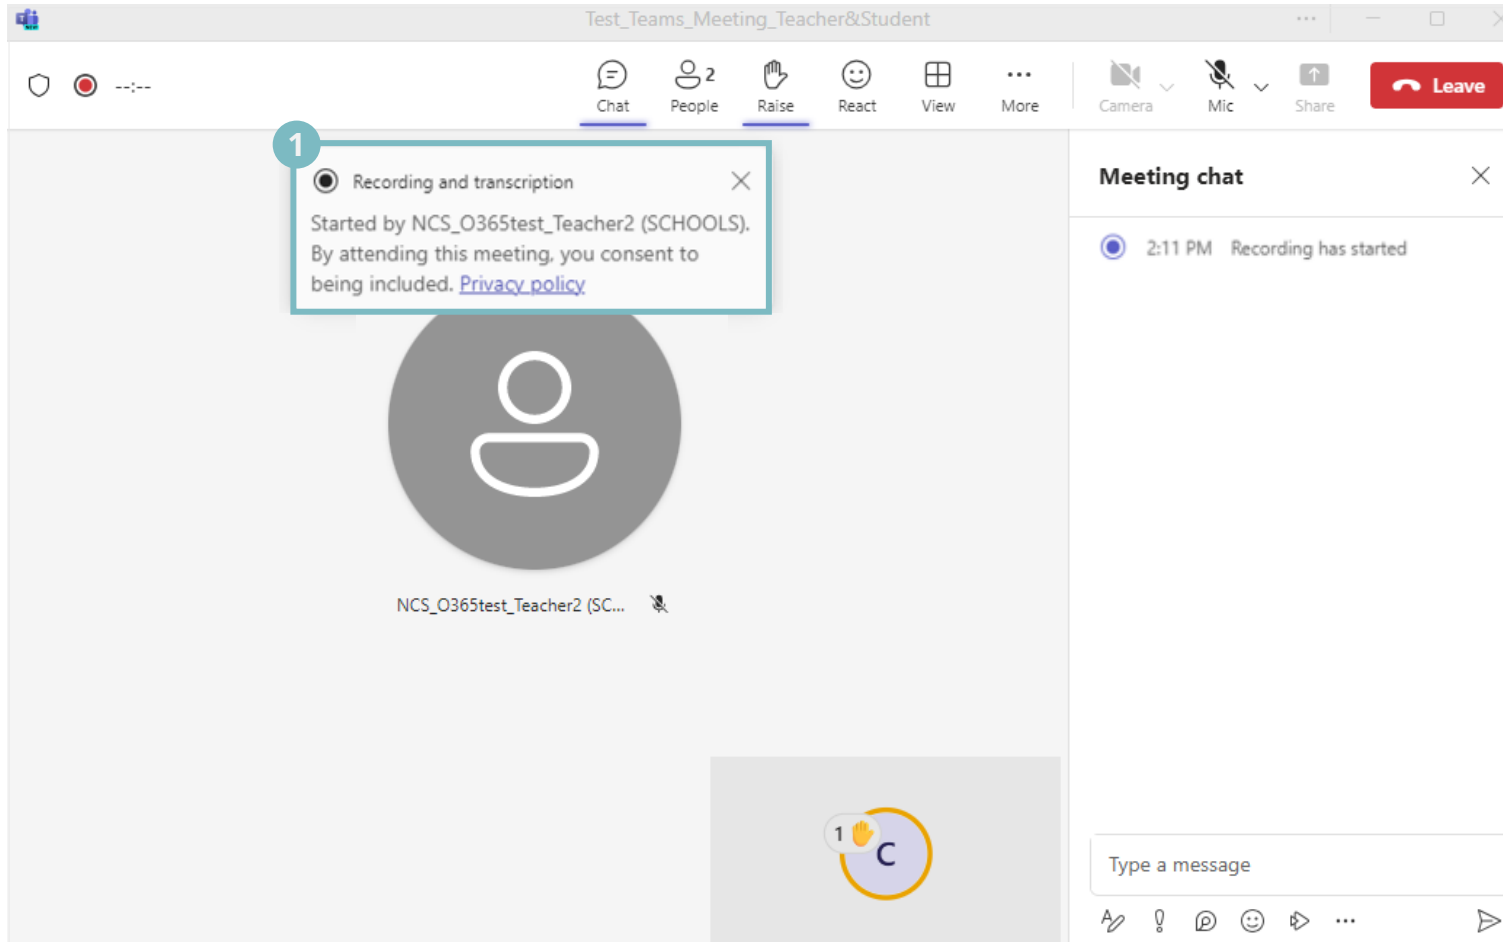 Test_Teams_Meeting_Teacher&Student
--:--
Chat
People 2
Raise
React
View
More
Camera
Mic
Share
Leave
1
Recording and transcription
Started by NCS_O365test_Teacher2 (SCHOOLS).
By attending this meeting, you consent to
being included. Privacy policy
NCS_O365test_Teacher2 (SC...
1
C
Meeting chat
2:11 PM Recording has started
Type a message